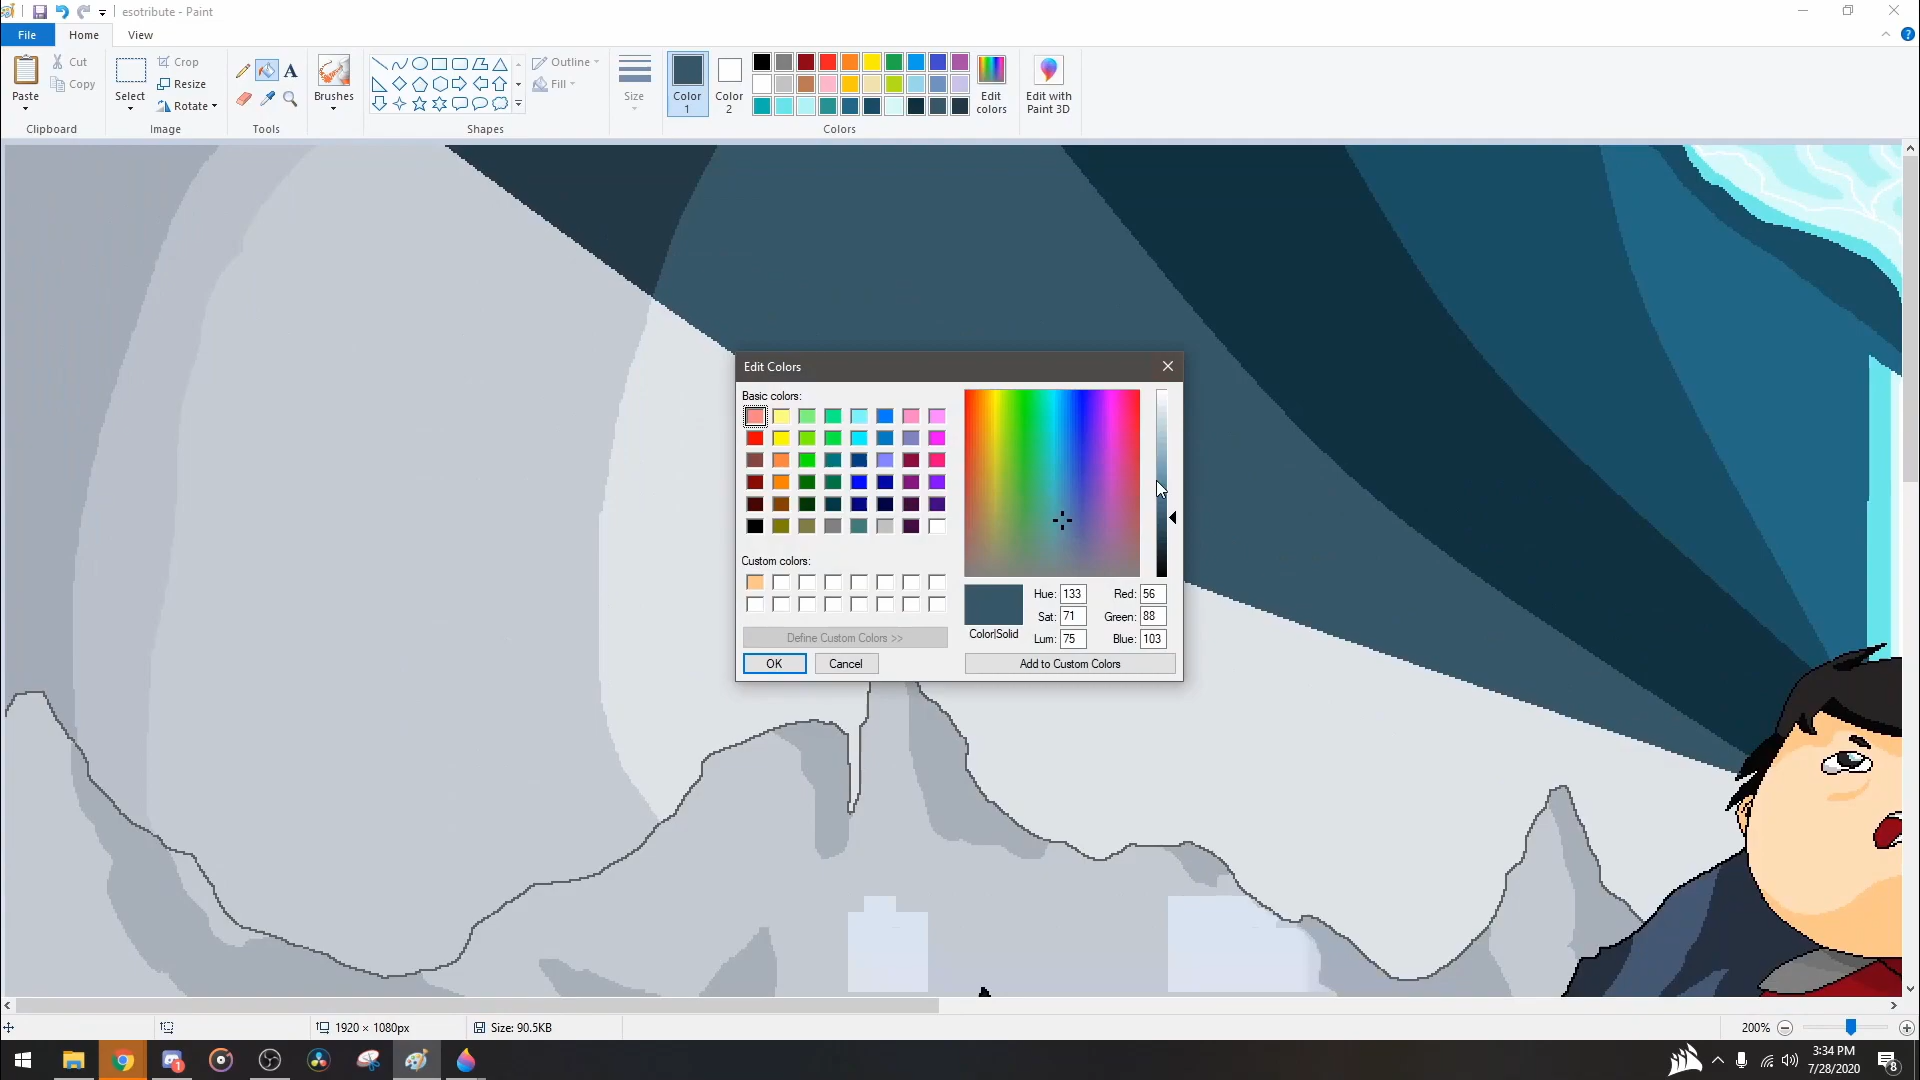 esotribute - Paint
File
Home
View
Paste
Cut
Copy
Clipboard
Select
Crop
Resize
Rotate
Image
A
Tools
Brushes
Outline
Fill
Shapes
Size
Color
1
Color
2
Edit
colors
Edit with
Paint 3D
Colors
?
Edit Colors
Basic colors:
Custom colors:
Define Custom Colors >>
OK
Cancel
Hue: 133
Red: 56
Sat: 71
Green: 88
Lum: 75
Blue: 103
Color|Solid
Add to Custom Colors
1920 × 1080px
Size: 90.5KB
200%
1
3:34 PM
7/28/2020
8